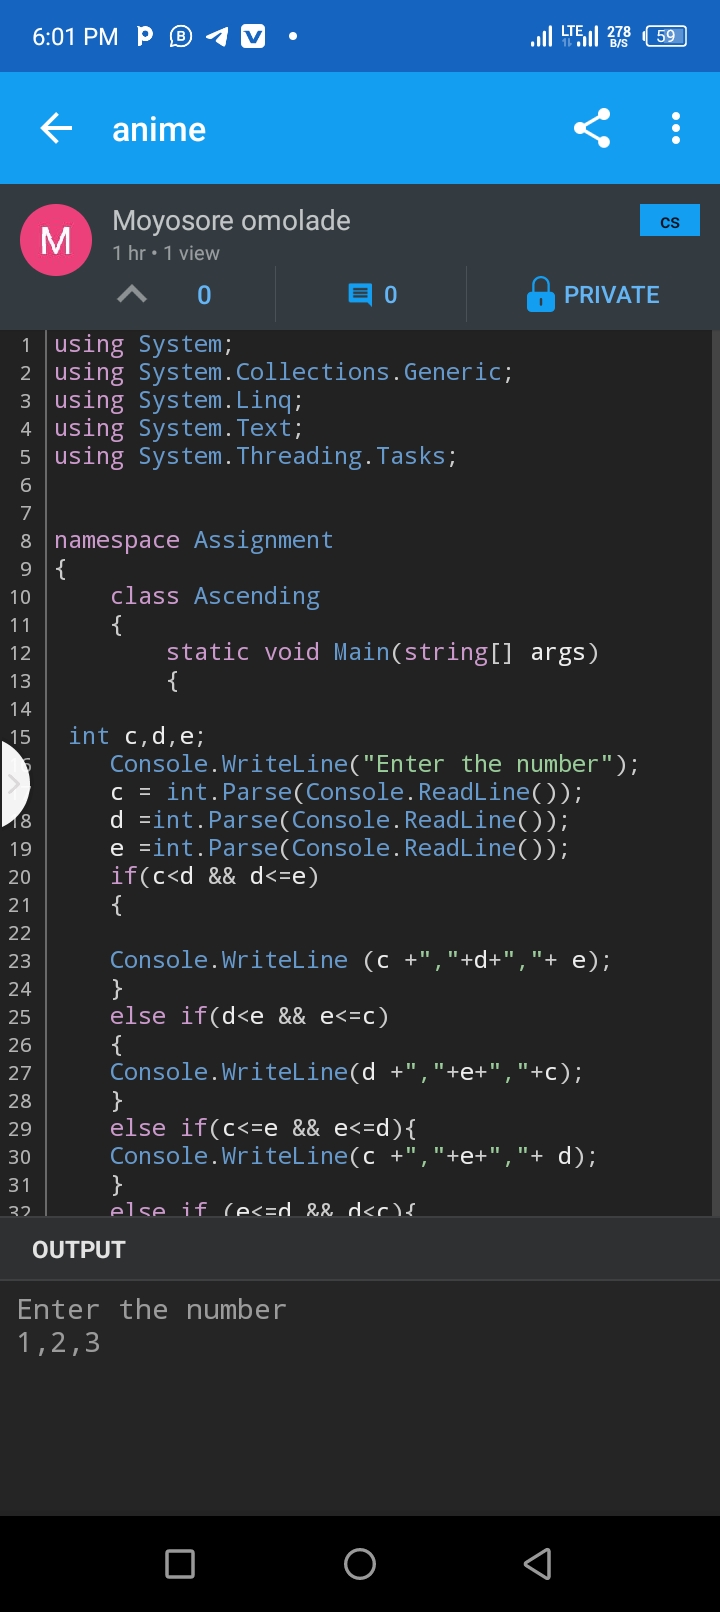 6:01 PM
LTE
278
B/S
59
anime
M
Moyosore omolade
1 hr • 1 view
cs
0
0
PRIVATE
1 using System;
2 using System.Collections.Generic;
3 using System.Linq;
4 using System.Text;
5 using System.Threading.Tasks;
6
7
8 namespace Assignment
9 {
10 class Ascending
11 {
12 static void Main(string[] args)
13 {
14
15 int c,d,e;
Console.WriteLine("Enter the number");
c = int.Parse(Console.ReadLine());
18 d =int.Parse(Console.ReadLine());
19 e =int.Parse(Console.ReadLine());
20 if(c<d && d<=e)
21 {
22
23 Console.WriteLine (c +","+d+","+ e);
24 }
25 else if(d<e && e<=c)
26 {
27 Console.WriteLine(d +","+e+","+c);
28 }
29 else if(c<=e && e<=d){
30 Console.WriteLine(c +","+e+","+ d);
31 }
32 else if (e<=d && d<c){
OUTPUT
Enter the number
1,2,3